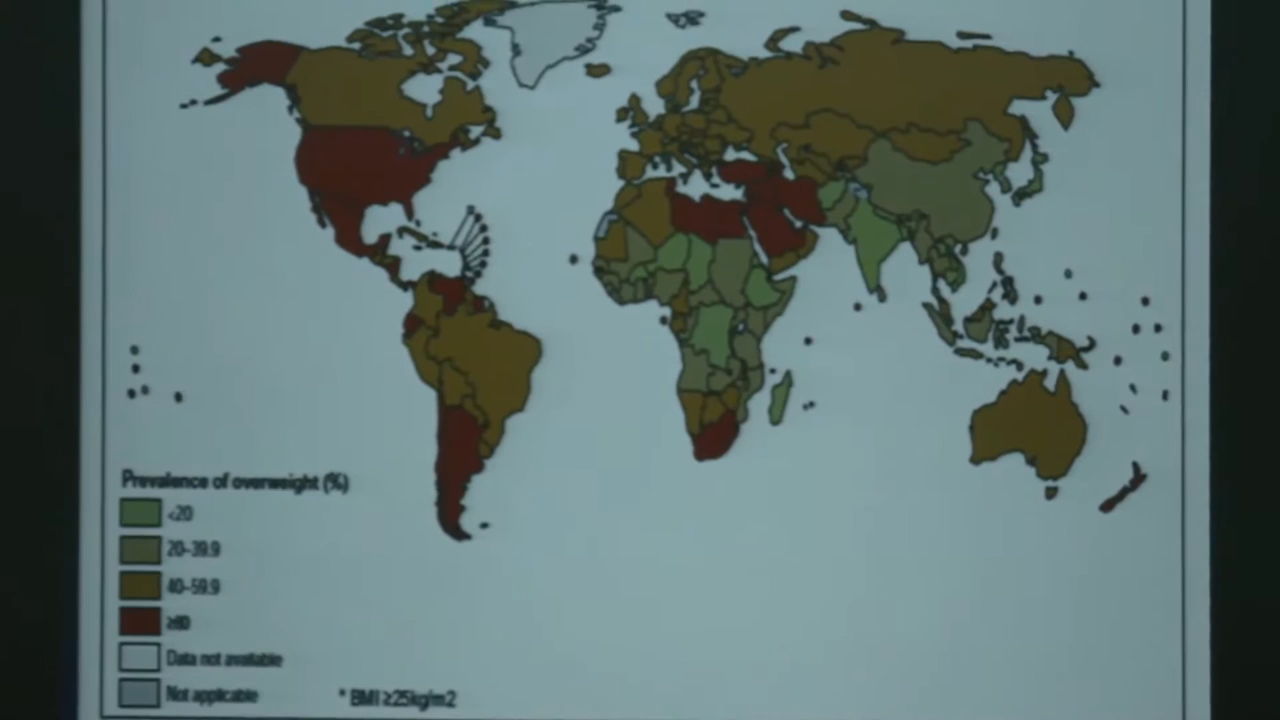 Prevalence of overweight (%)
<20
20–39.9
40–59.9
≥60
Data not available
Not applicable
* BMI ≥25kg/m2